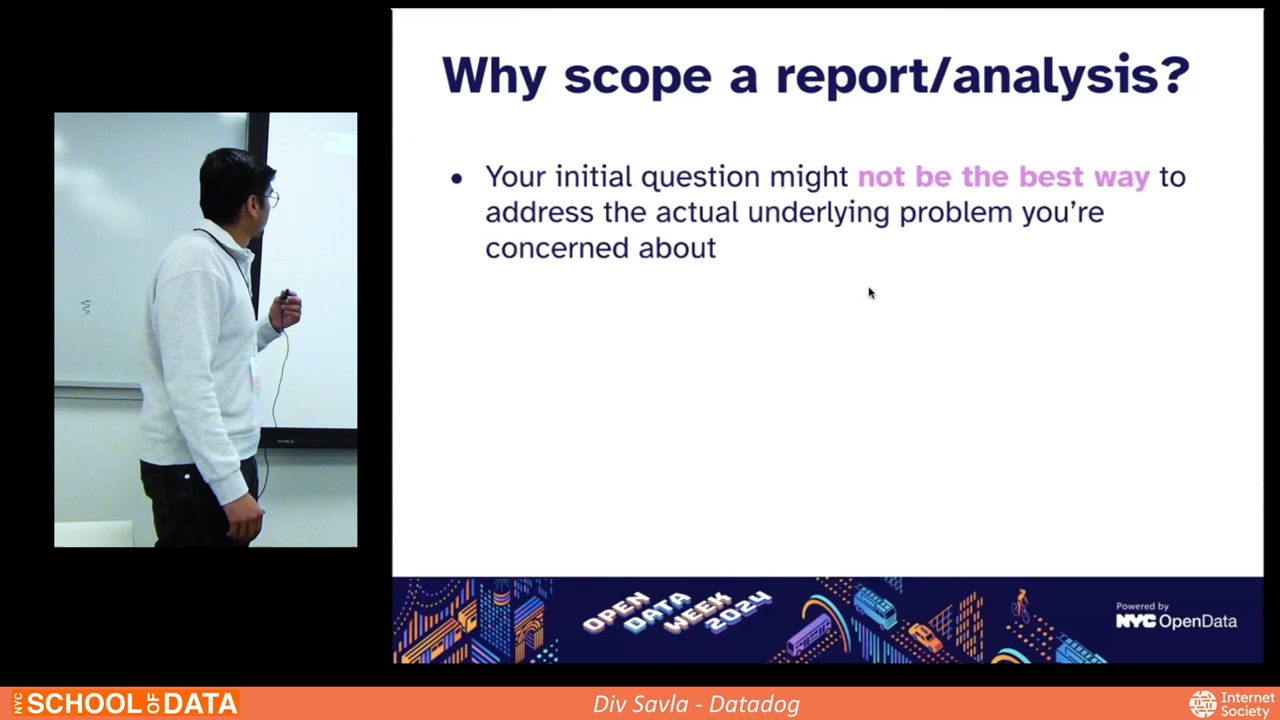 Why scope a report/analysis?
• Your initial question might not be the best way to
address the actual underlying problem you're
concerned about
OPEN
DATA
WEEK
2024
Powered by
NYC OpenData
NYC SCHOOL OF DATA
Div Savla - Datadog
Internet
Society